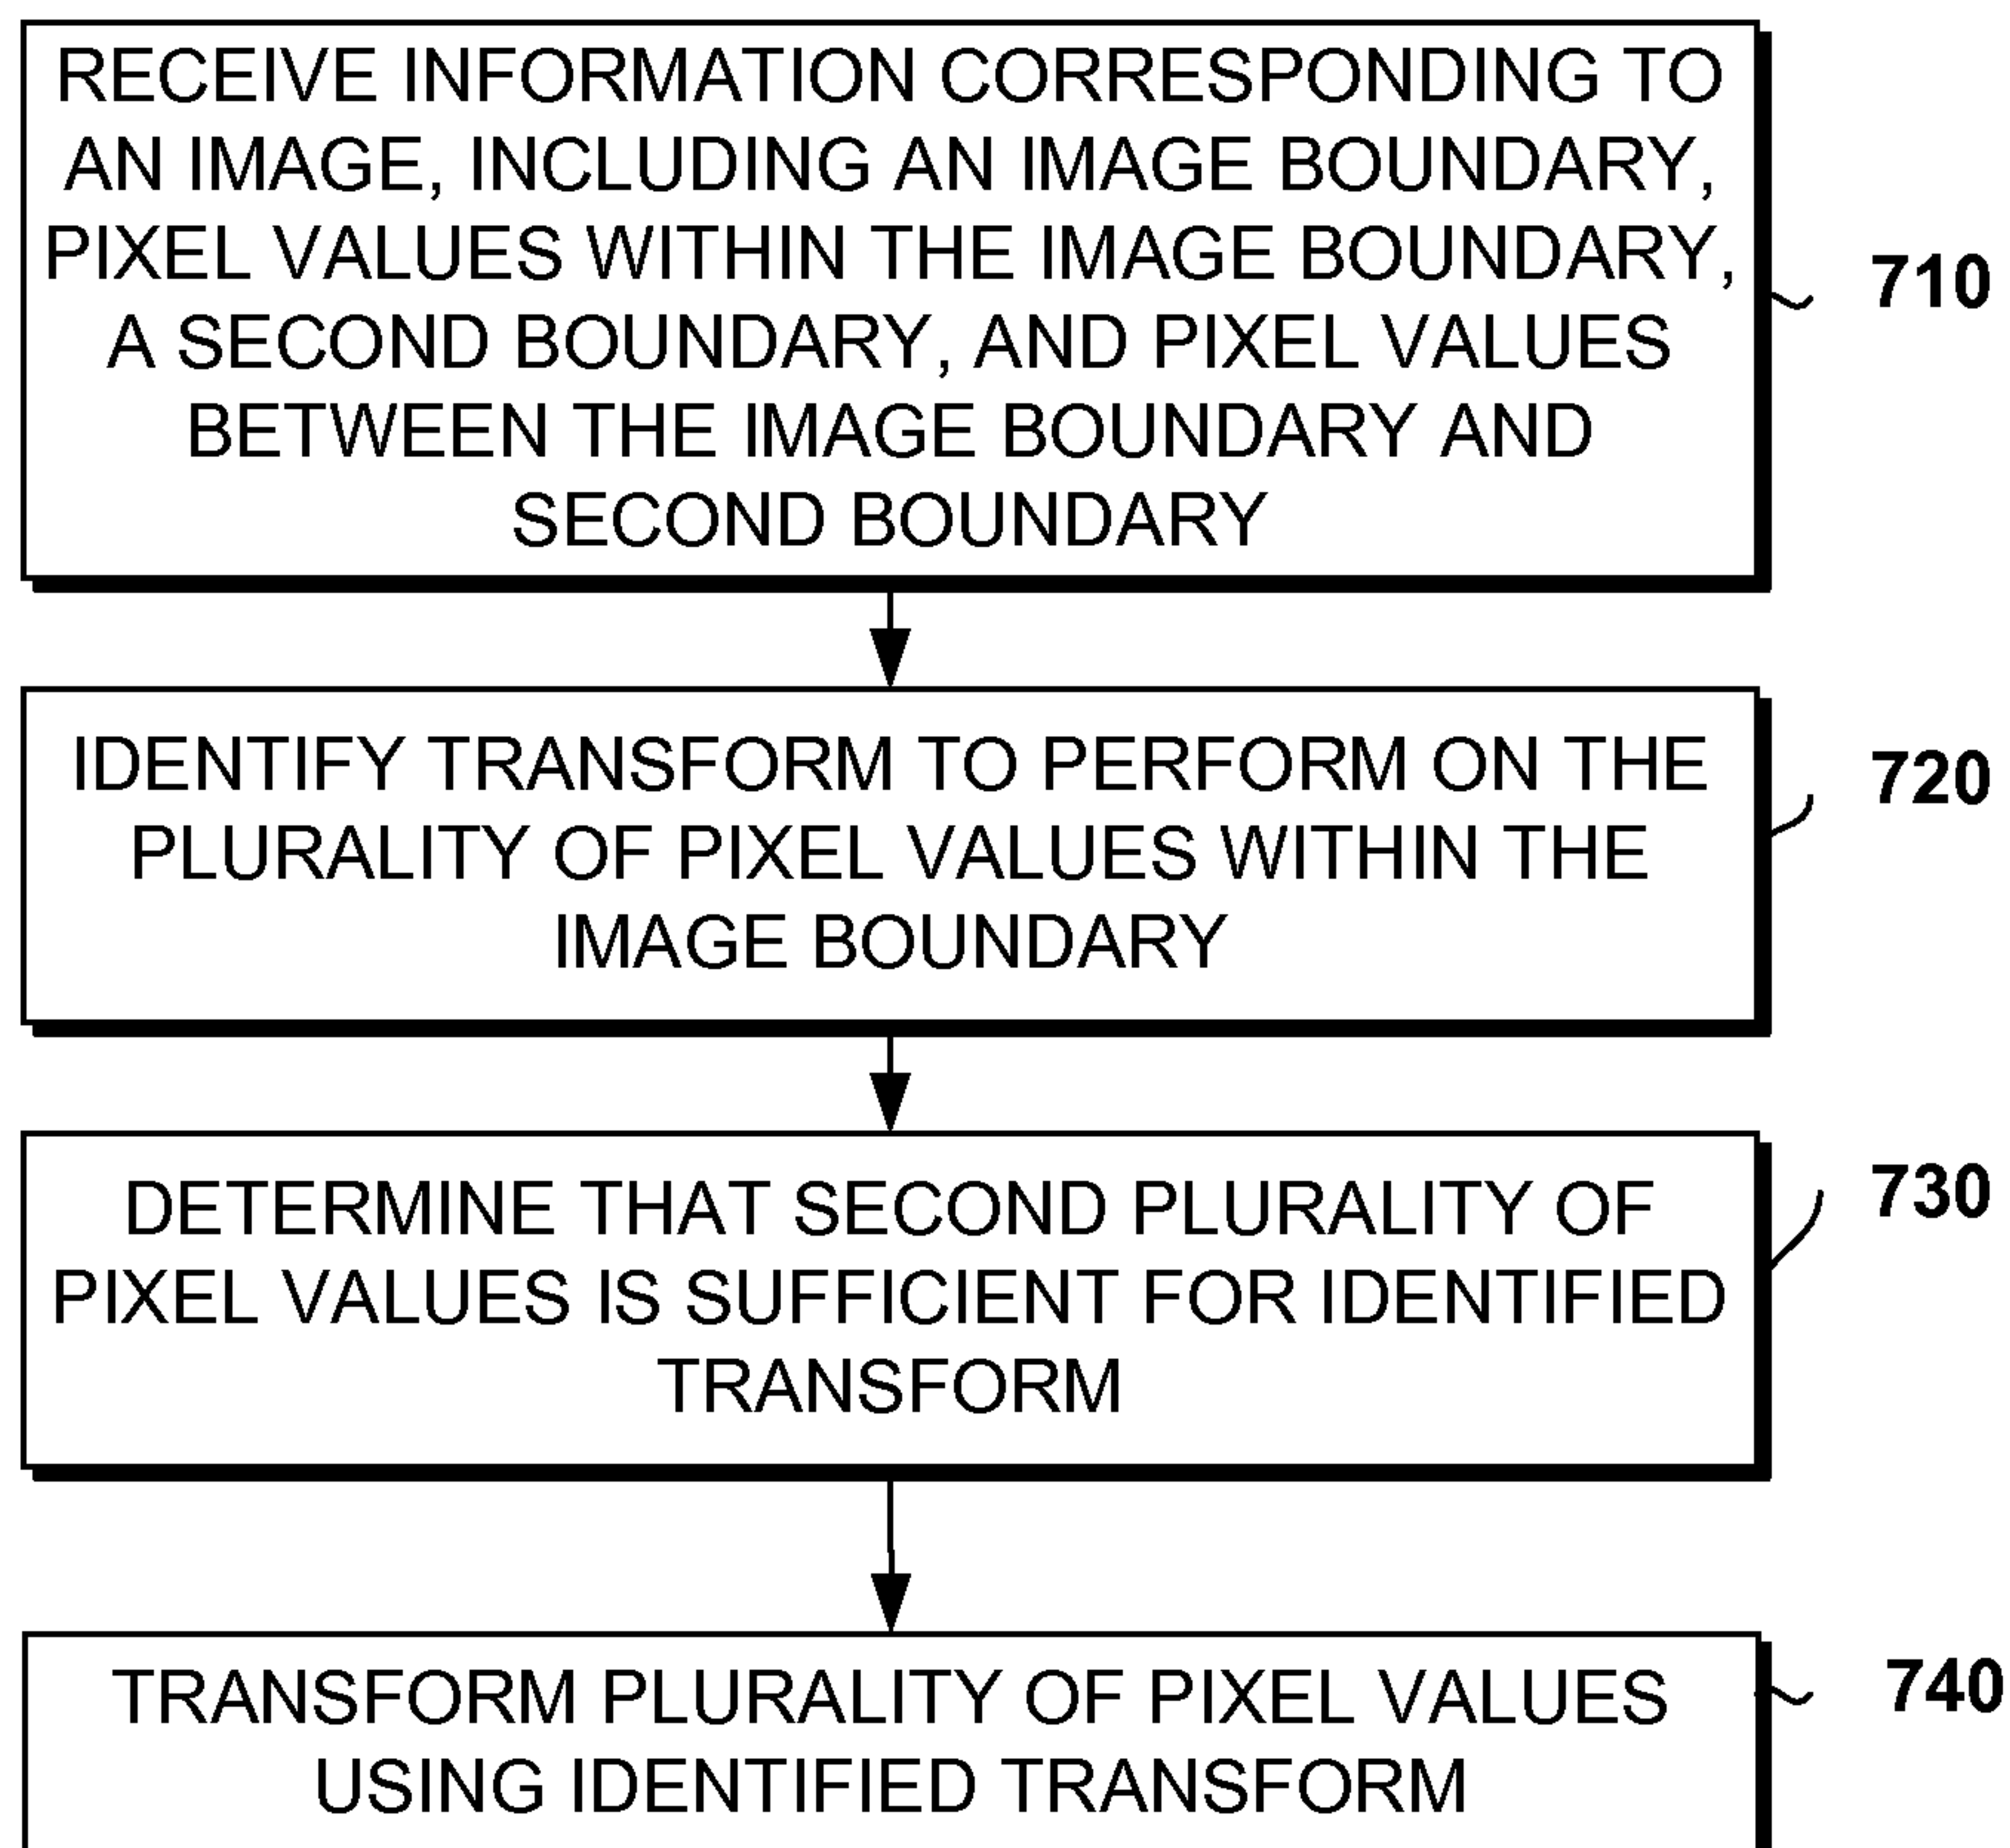 RECEIVE INFORMATION CORRESPONDING TO
AN IMAGE, INCLUDING AN IMAGE BOUNDARY,
PIXEL VALUES WITHIN THE IMAGE BOUNDARY,
A SECOND BOUNDARY, AND PIXEL VALUES
BETWEEN THE IMAGE BOUNDARY AND
SECOND BOUNDARY
710
IDENTIFY TRANSFORM TO PERFORM ON THE
PLURALITY OF PIXEL VALUES WITHIN THE
IMAGE BOUNDARY
720
DETERMINE THAT SECOND PLURALITY OF
PIXEL VALUES IS SUFFICIENT FOR IDENTIFIED
TRANSFORM
730
TRANSFORM PLURALITY OF PIXEL VALUES
USING IDENTIFIED TRANSFORM
740